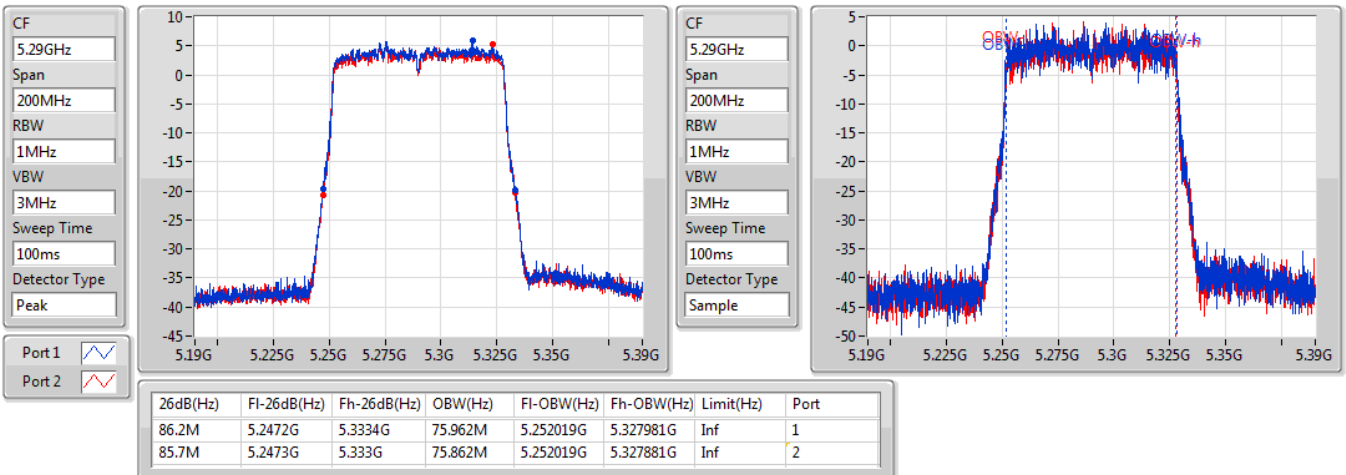 CF
5.29GHz
Span
200MHz
RBW
1MHz
VBW
3MHz
Sweep Time
100ms
Detector Type
Peak
10
5
0
-5
-10
-15
-20
-25
-30
-35
-40
-45
5.19G 5.225G 5.25G 5.275G 5.3G 5.325G 5.35G 5.39G
Port 1
Port 2
CF
5.29GHz
Span
200MHz
RBW
1MHz
VBW
3MHz
Sweep Time
100ms
Detector Type
Sample
5
0
-5
-10
-15
-20
-25
-30
-35
-40
-45
-50
OBW-h
5.19G 5.225G 5.25G 5.275G 5.3G 5.325G 5.35G 5.39G
26dB(Hz) Fl-26dB(Hz) Fh-26dB(Hz) OBW(Hz) Fl-OBW(Hz) Fh-OBW(Hz) Limit(Hz) Port
86.2M 5.2472G 5.3334G 75.962M 5.252019G 5.327981G Inf 1
85.7M 5.2473G 5.333G 75.862M 5.252019G 5.327881G Inf 2